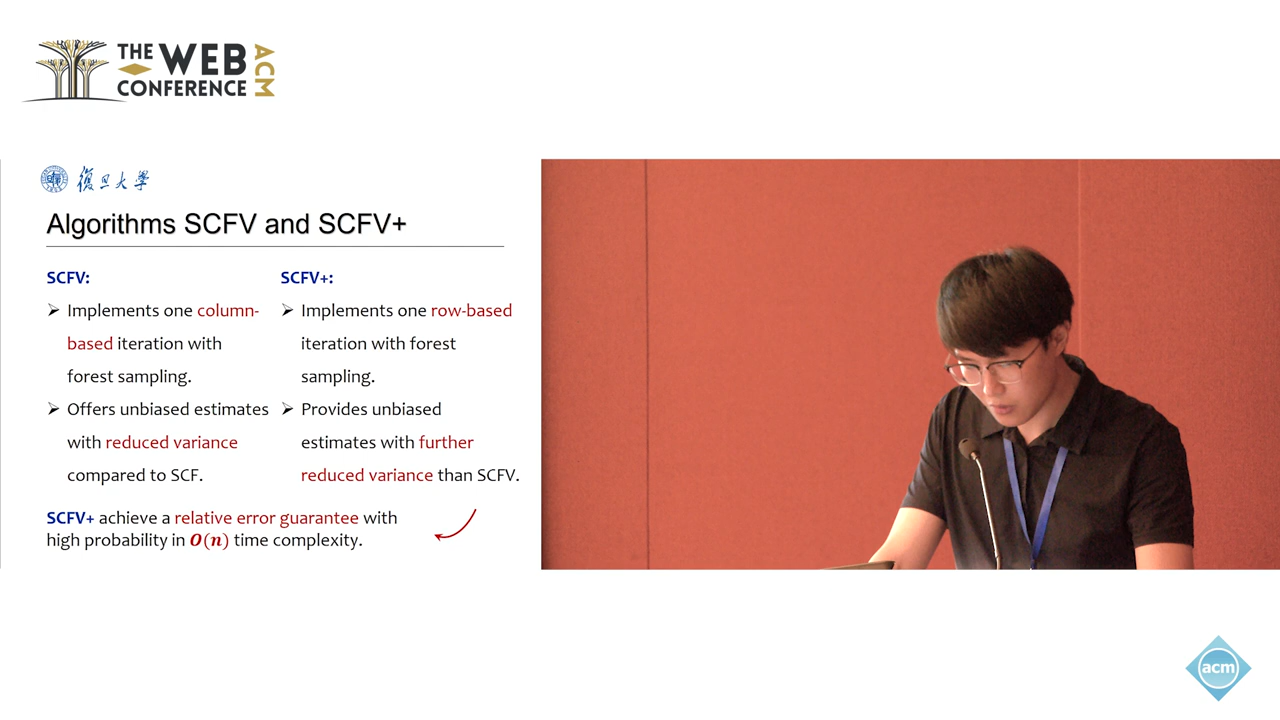 THE WEB
CONFERENCE
ACM
復旦大學
Algorithms SCFV and SCFV+
SCFV:
➢ Implements one column-
based iteration with
forest sampling.
➢ Offers unbiased estimates
with reduced variance
compared to SCF.
SCFV+:
➢ Implements one row-based
iteration with forest
sampling.
➢ Provides unbiased
estimates with further
reduced variance than SCFV.
SCFV+ achieve a relative error guarantee with
high probability in O(n) time complexity.
acm